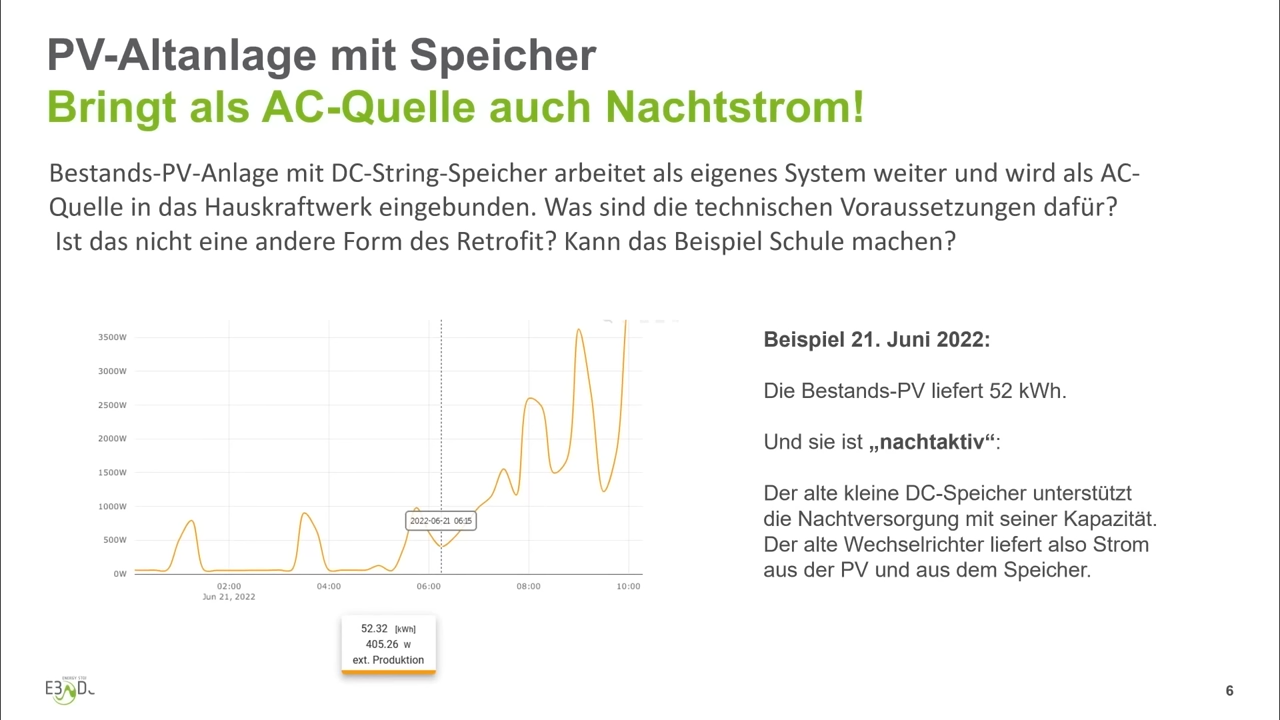 PV-Altanlage mit Speicher
Bringt als AC-Quelle auch Nachtstrom!
Bestands-PV-Anlage mit DC-String-Speicher arbeitet als eigenes System weiter und wird als AC-
Quelle in das Hauskraftwerk eingebunden. Was sind die technischen Voraussetzungen dafür?
Ist das nicht eine andere Form des Retrofit? Kann das Beispiel Schule machen?
3500W
3000W
2500W
2000W
1500W
1000W
500W
0W
2022-06-21 06:15
02:00
04:00
06:00
08:00
10:00
Jun 21, 2022
52.32 [kWh]
405.26 W
ext. Produktion
Beispiel 21. Juni 2022:
Die Bestands-PV liefert 52 kWh.
Und sie ist „nachtaktiv“:
Der alte kleine DC-Speicher unterstützt
die Nachtversorgung mit seiner Kapazität.
Der alte Wechselrichter liefert also Strom
aus der PV und aus dem Speicher.
6